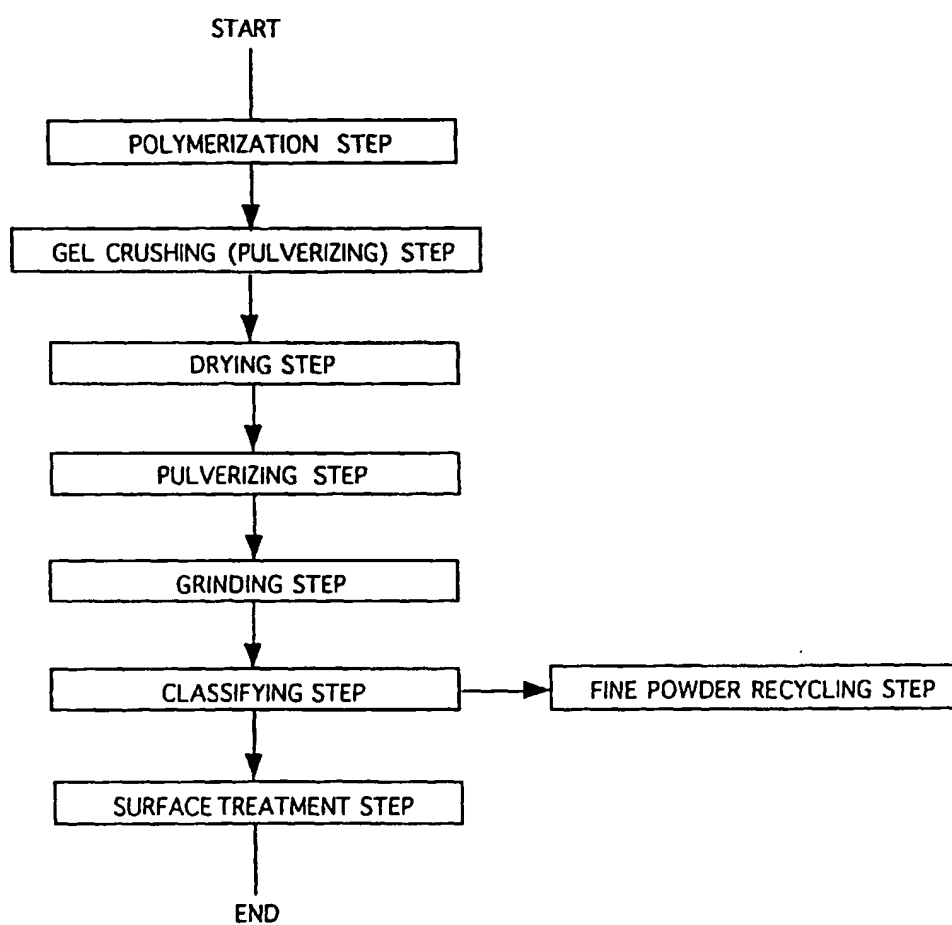 START
POLYMERIZATION STEP
GEL CRUSHING (PULVERIZING) STEP
DRYING STEP
PULVERIZING STEP
GRINDING STEP
CLASSIFYING STEP
FINE POWDER RECYCLING STEP
SURFACE TREATMENT STEP
END